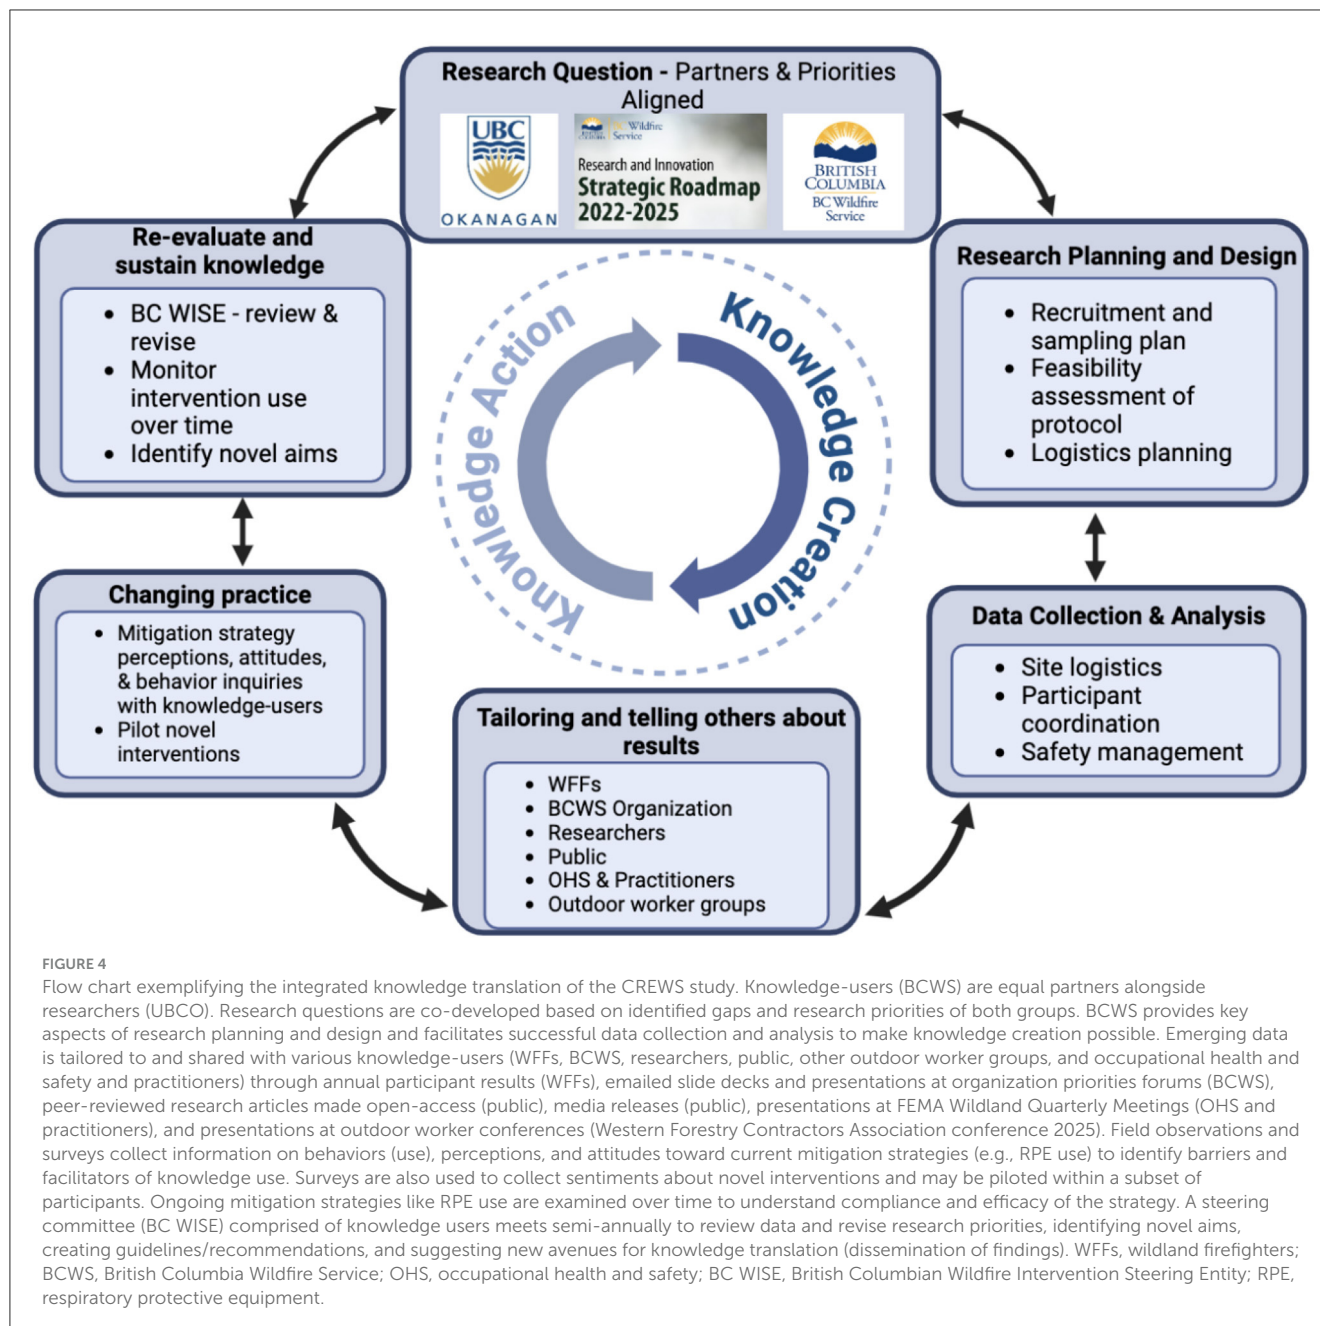 Research Question - Partners & Priorities
Aligned
UBC
OKANAGAN
BRITISH
COLUMBIA
Wildfire
Service
Research and Innovation
Strategic Roadmap
2022-2025
BRITISH
COLUMBIA
BC Wildfire
Service
Re-evaluate and
sustain knowledge
• BC WISE - review &
revise
• Monitor
intervention use
over time
• Identify novel aims
Knowledge Action
Knowledge Creation
Research Planning and Design
• Recruitment and
sampling plan
• Feasibility
assessment of
protocol
• Logistics planning
Changing practice
• Mitigation strategy
perceptions, attitudes,
& behavior inquiries
with knowledge-users
• Pilot novel
interventions
Data Collection & Analysis
• Site logistics
• Participant
coordination
• Safety management
Tailoring and telling others about
results
• WFFs
• BCWS Organization
• Researchers
• Public
• OHS & Practitioners
• Outdoor worker groups
FIGURE 4
Flow chart exemplifying the integrated knowledge translation of the CREWS study. Knowledge-users (BCWS) are equal partners alongside
researchers (UBCO). Research questions are co-developed based on identified gaps and research priorities of both groups. BCWS provides key
aspects of research planning and design and facilitates successful data collection and analysis to make knowledge creation possible. Emerging data
is tailored to and shared with various knowledge-users (WFFs, BCWS, researchers, public, other outdoor worker groups, and occupational health and
safety and practitioners) through annual participant results (WFFs), emailed slide decks and presentations at organization priorities forums (BCWS),
peer-reviewed research articles made open-access (public), media releases (public), presentations at FEMA Wildland Quarterly Meetings (OHS and
practitioners), and presentations at outdoor worker conferences (Western Forestry Contractors Association conference 2025). Field observations and
surveys collect information on behaviors (use), perceptions, and attitudes toward current mitigation strategies (e.g., RPE use) to identify barriers and
facilitators of knowledge use. Surveys are also used to collect sentiments about novel interventions and may be piloted within a subset of
participants. Ongoing mitigation strategies like RPE use are examined over time to understand compliance and efficacy of the strategy. A steering
committee (BC WISE) comprised of knowledge users meets semi-annually to review data and revise research priorities, identifying novel aims,
creating guidelines/recommendations, and suggesting new avenues for knowledge translation (dissemination of findings). WFFs, wildland firefighters;
BCWS, British Columbia Wildfire Service; OHS, occupational health and safety; BC WISE, British Columbian Wildfire Intervention Steering Entity; RPE,
respiratory protective equipment.